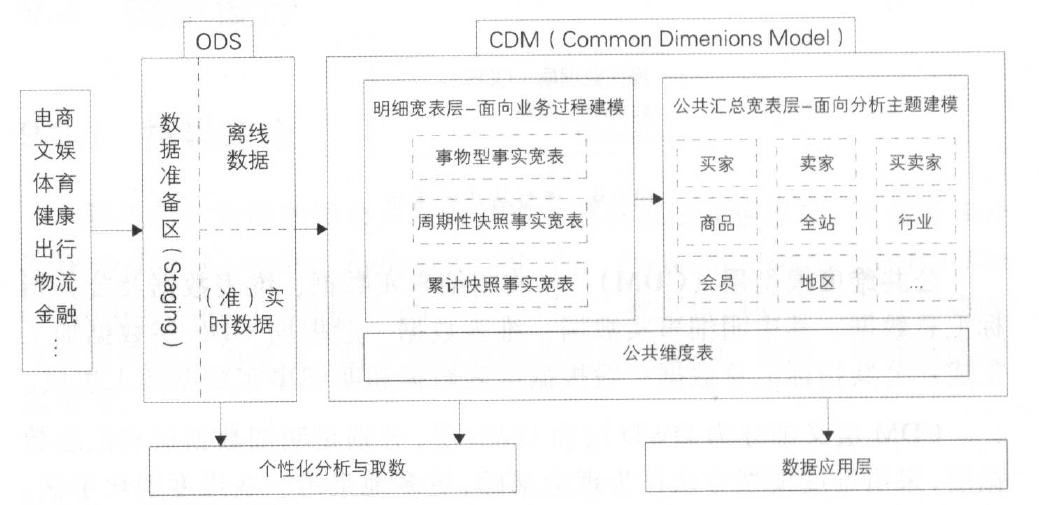 ODS
CDM ( Common Dimenions Model )
电商
文娱
体育
健康
出行
物流
金融
…
数据准备区(Staging)
离线
数据
(准)实
时数据
明细宽表层-面向业务过程建模
事物型事实宽表
周期性快照事实宽表
累计快照事实宽表
公共汇总宽表层-面向分析主题建模
买家
卖家
买卖家
商品
全站
行业
会员
地区
...
公共维度表
个性化分析与取数
数据应用层